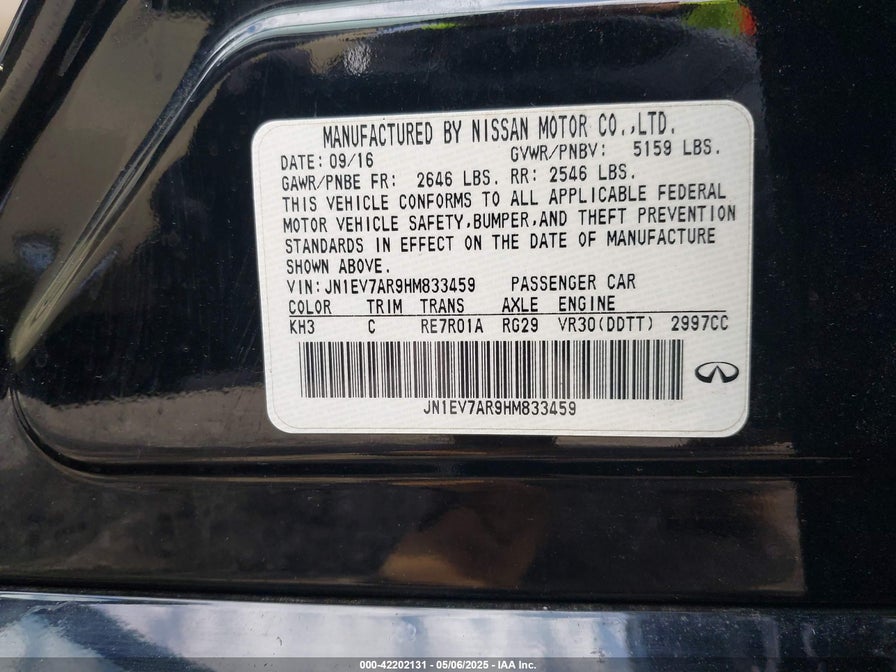 MANUFACTURED BY NISSAN MOTOR CO.,LTD.
DATE: 09/16 GVWR/PNBV: 5159 LBS.
GAWR/PNBE FR: 2646 LBS. RR: 2546 LBS.
THIS VEHICLE CONFORMS TO ALL APPLICABLE FEDERAL
MOTOR VEHICLE SAFETY,BUMPER,AND THEFT PREVENTION
STANDARDS IN EFFECT ON THE DATE OF MANUFACTURE
SHOWN ABOVE.
VIN: JN1EV7AR9HM833459 PASSENGER CAR
COLOR TRIM TRANS AXLE ENGINE
KH3 C RE7R01A RG29 VR30(DDTT) 2997CC
JN1EV7AR9HM833459
000-42202131 - 05/06/2025 - IAA Inc.